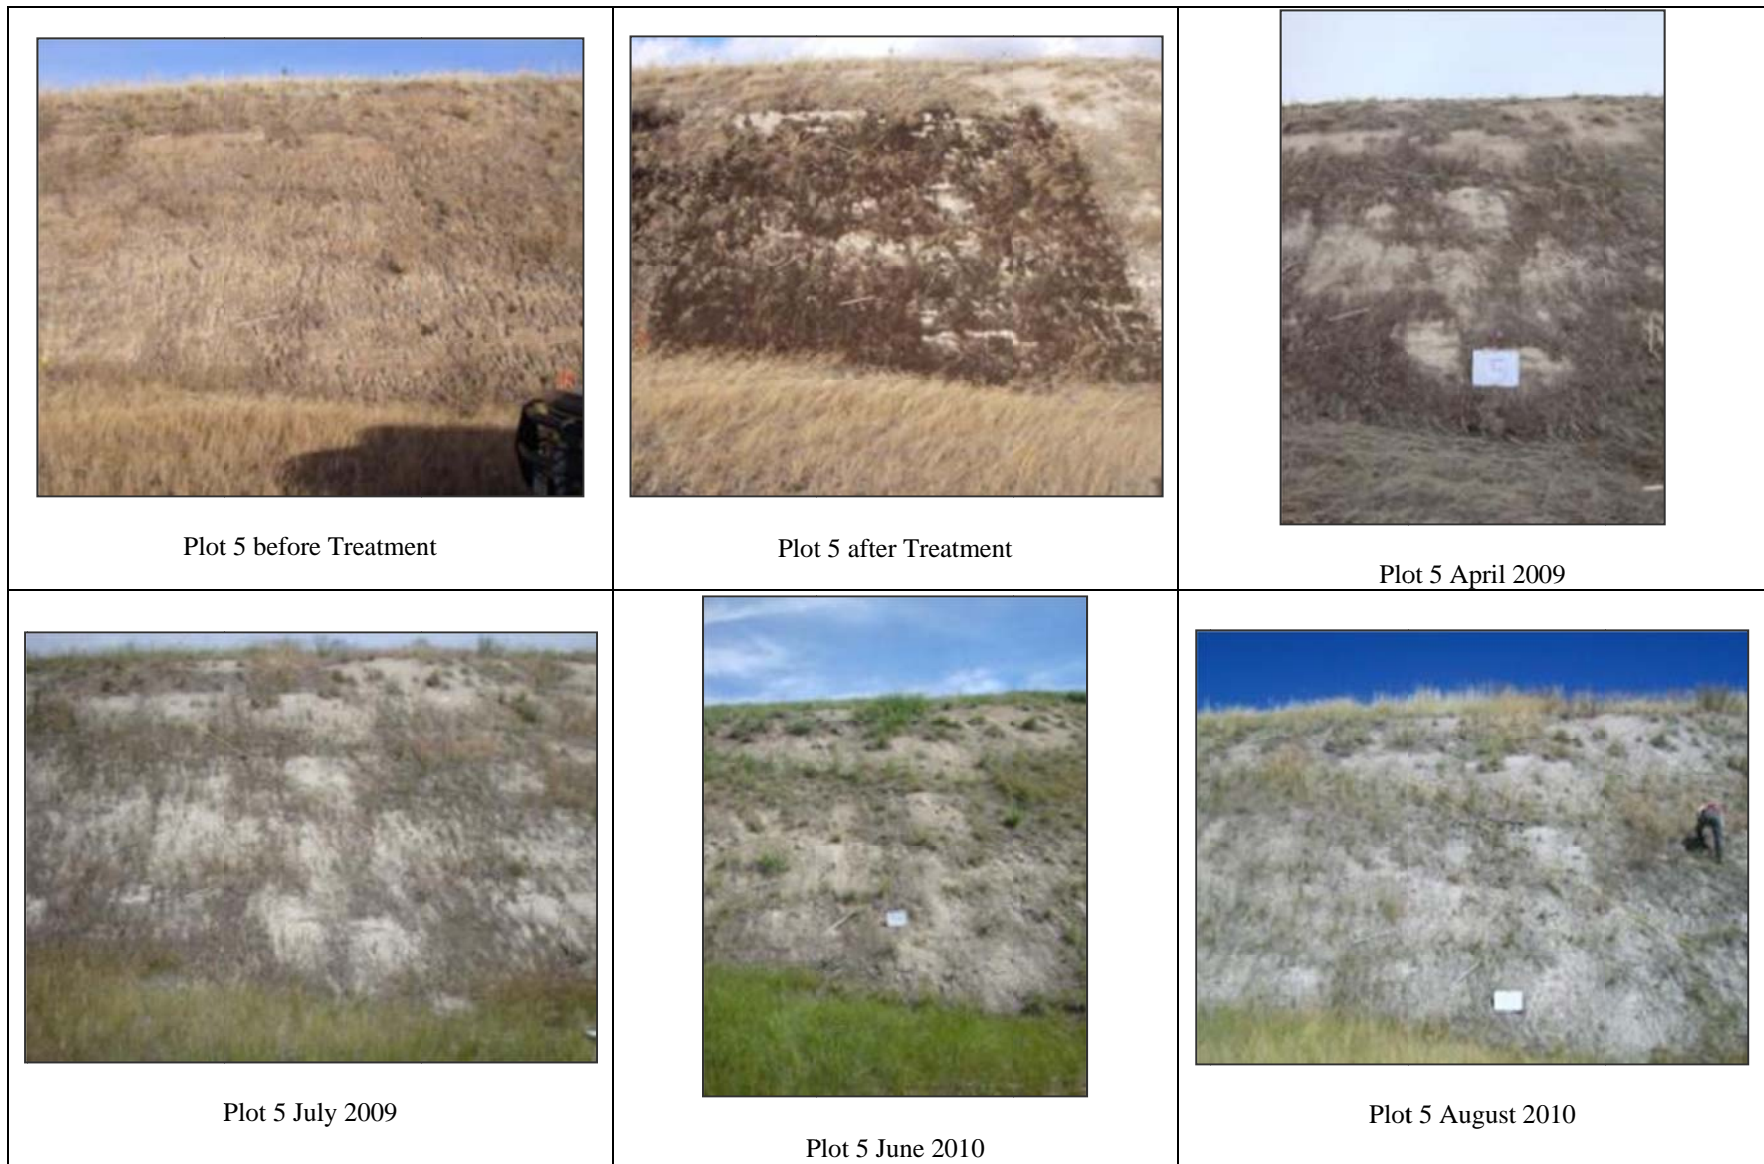 Plot 5 before Treatment
Plot 5 after Treatment
5
Plot 5 April 2009
Plot 5 July 2009
Plot 5 June 2010
Plot 5 August 2010